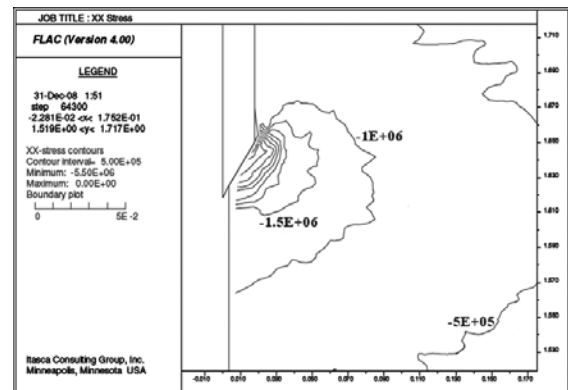 JOB TITLE : XX Stress
FLAC (Version 4.00)
LEGEND
31-Dec-08 1:51
step 64300
-2.281E-02 <x< 1.752E-01
1.519E+00 <y< 1.717E+00
XX-stress contours
Contour interval= 5.00E+05
Minimum: -5.50E+06
Maximum: 0.00E+00
Boundary plot
0 5E -2
Itasca Consulting Group, Inc.
Minneapolis, Minnesota USA
-1E+06
-1.5E+06
-5E+05
1.710
1.690
1.670
1.650
1.630
1.610
1.590
1.570
1.550
1.530
-0.010 0.010 0.030 0.050 0.070 0.090 0.110 0.130 0.150 0.170